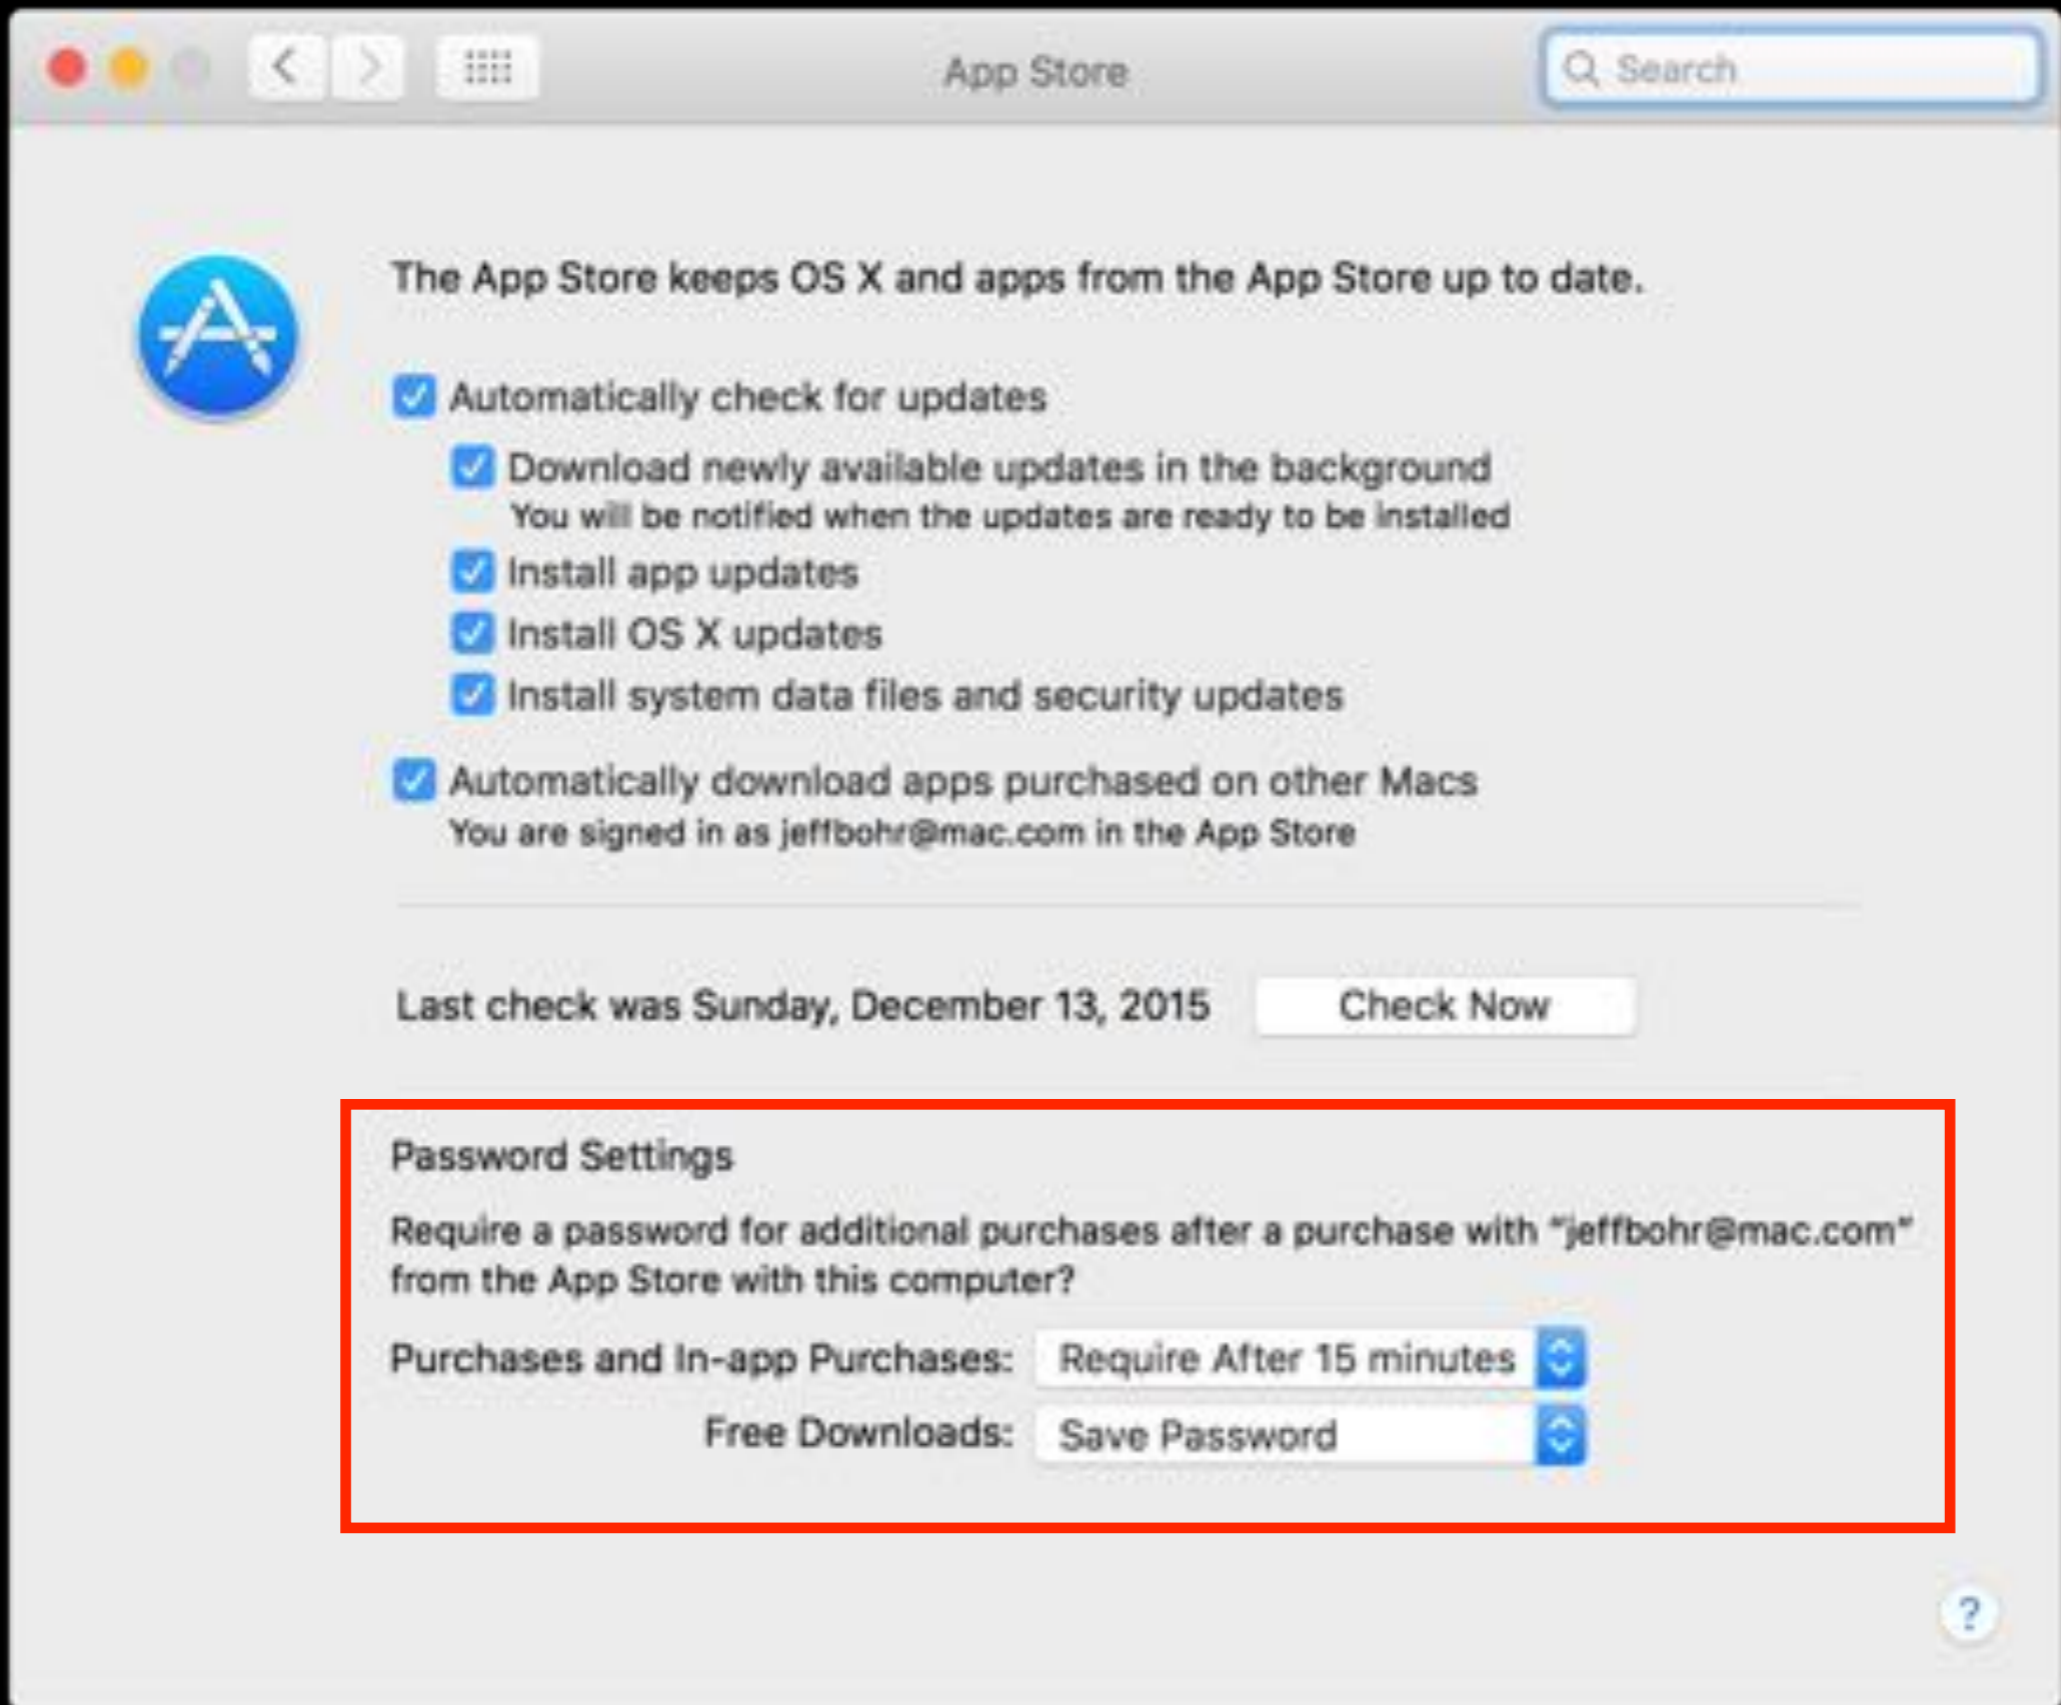 App Store
Search
The App Store keeps OS X and apps from the App Store up to date.
Automatically check for updates
Download newly available updates in the background
You will be notified when the updates are ready to be installed
Install app updates
Install OS X updates
Install system data files and security updates
Automatically download apps purchased on other Macs
You are signed in as jeffbohr@mac.com in the App Store
Last check was Sunday, December 13, 2015 Check Now
Password Settings
Require a password for additional purchases after a purchase with “jeffbohr@mac.com”
from the App Store with this computer?
Purchases and In-app Purchases: Require After 15 minutes
Free Downloads: Save Password
?